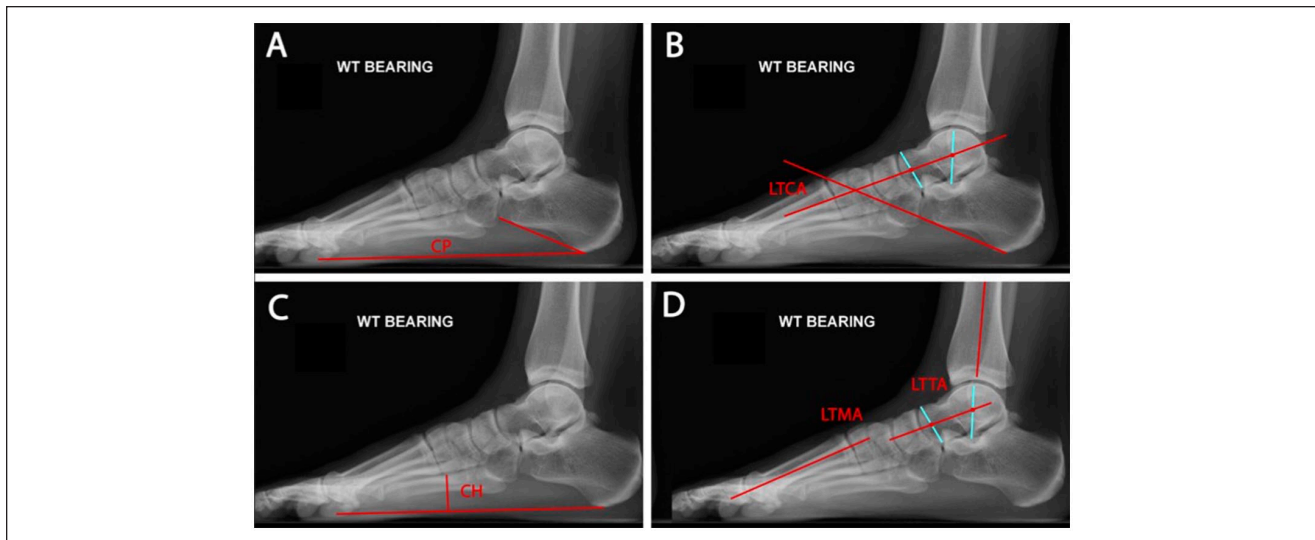 A
WT BEARING
CP
B
WT BEARING
LTCA
C
WT BEARING
CH
D
WT BEARING
LTTA
LTMA